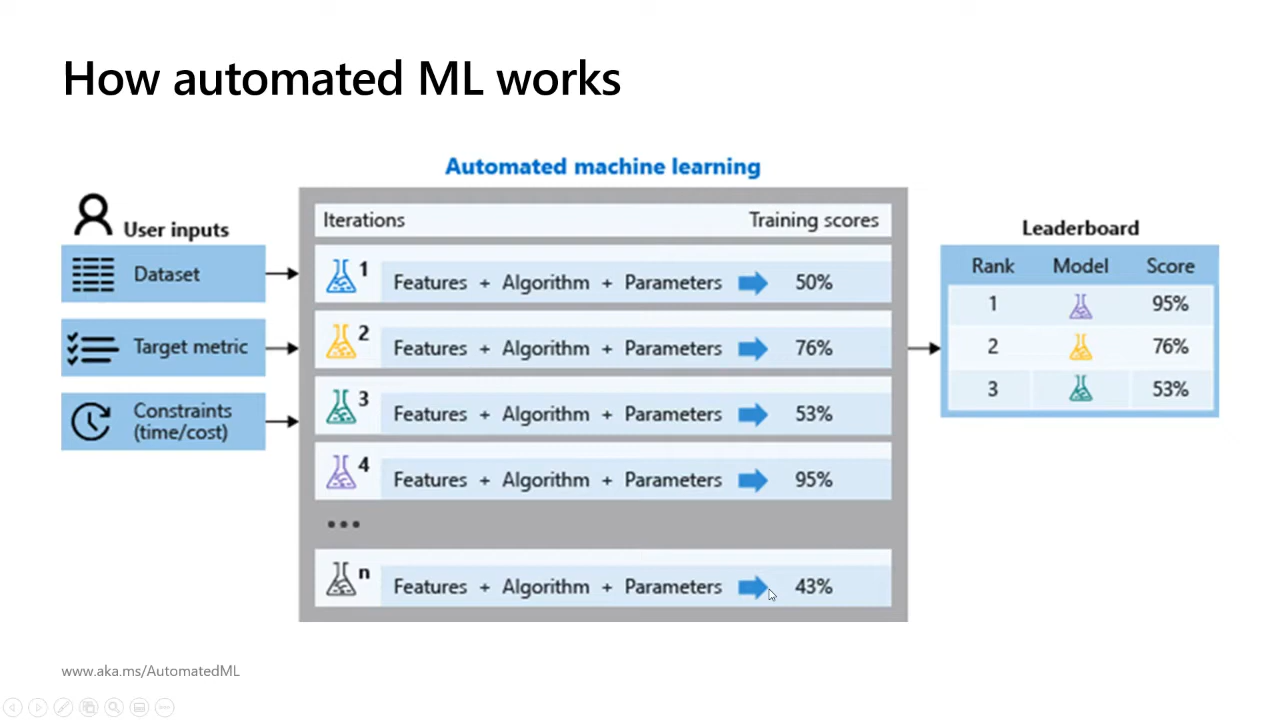 How automated ML works
Automated machine learning
User inputs
Dataset
Target metric
Constraints
(time/cost)
Iterations Training scores
1 Features + Algorithm + Parameters 50%
2 Features + Algorithm + Parameters 76%
3 Features + Algorithm + Parameters 53%
4 Features + Algorithm + Parameters 95%
•••
n Features + Algorithm + Parameters 43%
Leaderboard
Rank Model Score
1 95%
2 76%
3 53%
www.aka.ms/AutomatedML